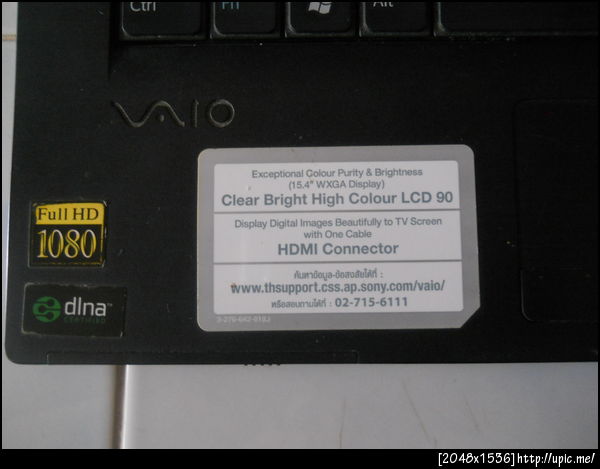 Ctrl Fn Alt
VAIO
Exceptional Colour Purity & Brightness
(15.4" WXGA Display)
Clear Bright High Colour LCD 90
Display Digital Images Beautifully to TV Screen
with One Cable
HDMI Connector
ค้นหาข้อมูล-ข้อสงสัยได้ที่ :
www.thsupport.css.ap.sony.com/vaio/
หรือสอบถามได้ที่ : 02-715-6111
Full HD
1080
dlna
CERTIFIED
[2048x1536]http://upic.me/